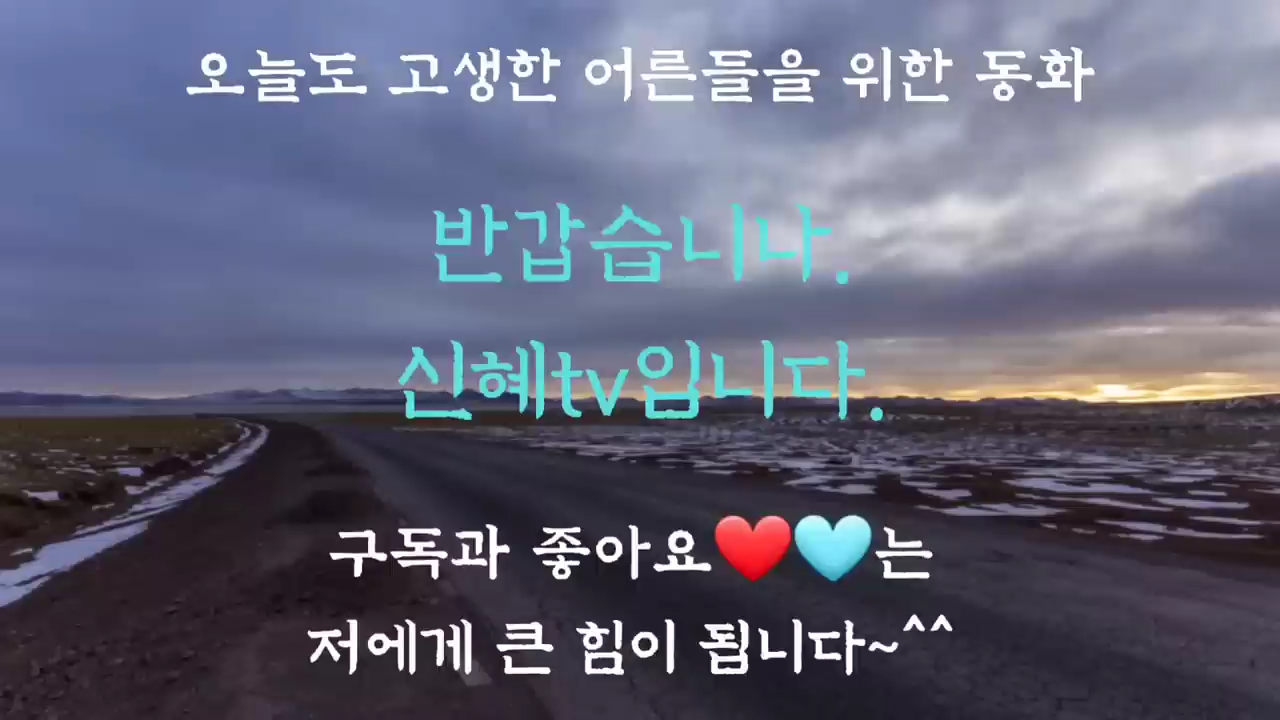 오늘도 고생한 어른들을 위한 동화
반갑습니나.
신혜tv입니다.
구독과 좋아요❤️🩵는
저에게 큰 힘이 됩니다~^^